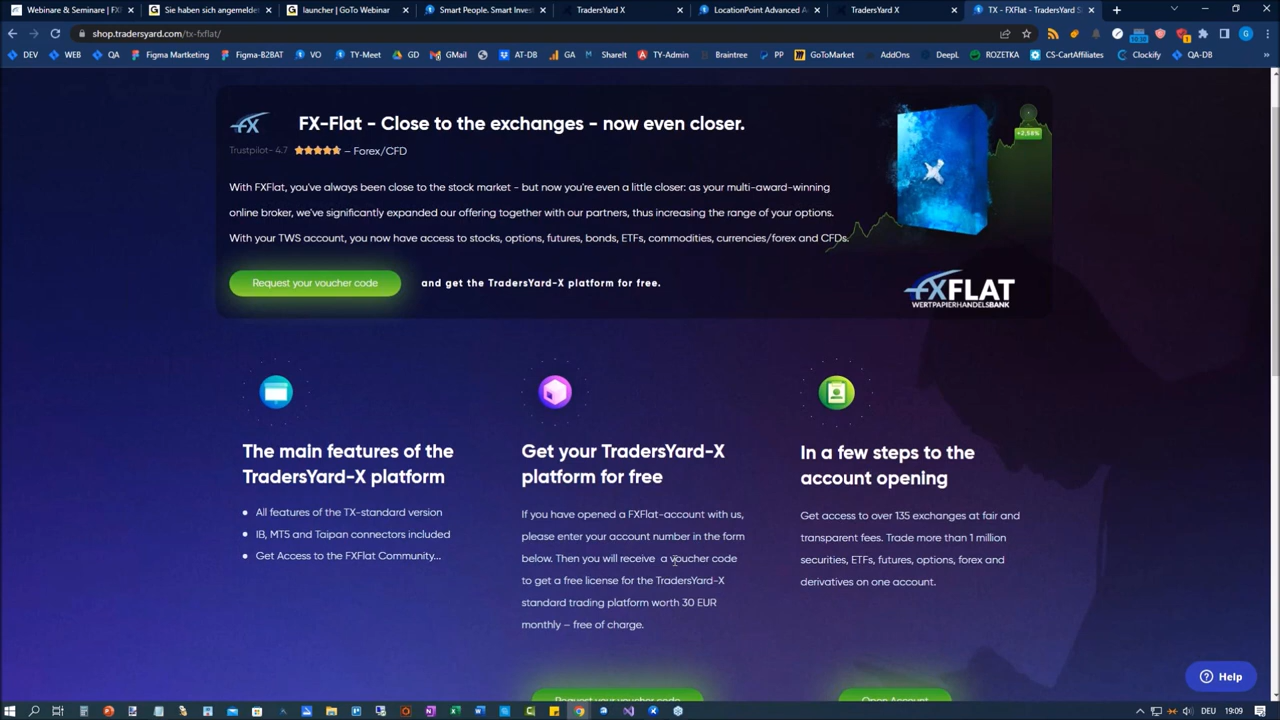 Webinare & Seminare | FX
Sie haben sich angemelde
launcher | GoTo Webinar
Smart People. Smart Inves
TradersYard X
LocationPoint Advanced A
TradersYard X
TX - FXFlat - TradersYard S
shop.tradersyard.com/tx-fxflat/
DEV
WEB
QA
Figma Martketing
Figma-B2BAT
VO
TY-Meet
GD
GMail
AT-DB
GA
ShareIt
TY-Admin
Braintree
PP
GoToMarket
AddOns
DeepL
ROZETKA
CS-CartAffiliates
Clockify
QA-DB
FX
FX-Flat - Close to the exchanges - now even closer.
Trustpilot- 4.7
– Forex/CFD
+2,58%
With FXFlat, you've always been close to the stock market - but now you're even a little closer: as your multi-award-winning
online broker, we've significantly expanded our offering together with our partners, thus increasing the range of your options.
With your TWS account, you now have access to stocks, options, futures, bonds, ETFs, commodities, currencies/forex and CFDs.
Request your voucher code
and get the TradersYard-X platform for free.
FXFLAT
WERTPAPIERHANDELSBANK
The main features of the
TradersYard-X platform
All features of the TX-standard version
IB, MT5 and Taipan connectors included
Get Access to the FXFlat Community...
Get your TradersYard-X
platform for free
If you have opened a FXFlat-account with us,
please enter your account number in the form
below. Then you will receive a voucher code
to get a free license for the TradersYard-X
standard trading platform worth 30 EUR
monthly – free of charge.
Request your voucher code
In a few steps to the
account opening
Get access to over 135 exchanges at fair and
transparent fees. Trade more than 1 million
securities, ETFs, futures, options, forex and
derivatives on one account.
Open Account
Help
DEU
19:09